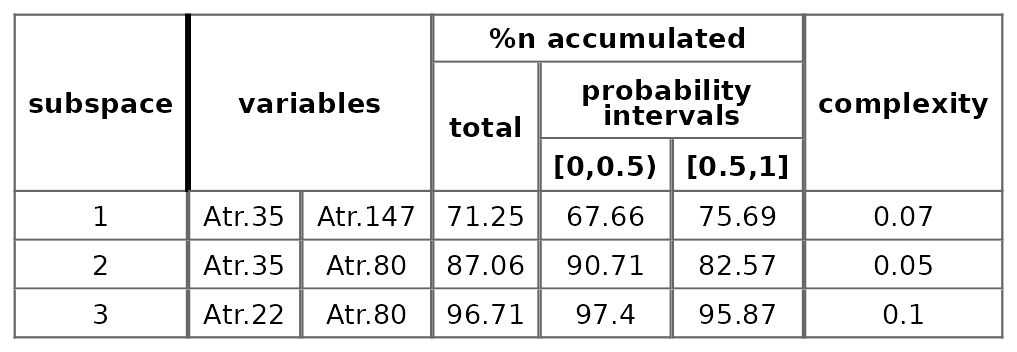 %n accumulated
subspace variables total probability intervals complexity
[0,0.5) [0.5,1]
1 Atr.35 Atr.147 71.25 67.66 75.69 0.07
2 Atr.35 Atr.80 87.06 90.71 82.57 0.05
3 Atr.22 Atr.80 96.71 97.4 95.87 0.1